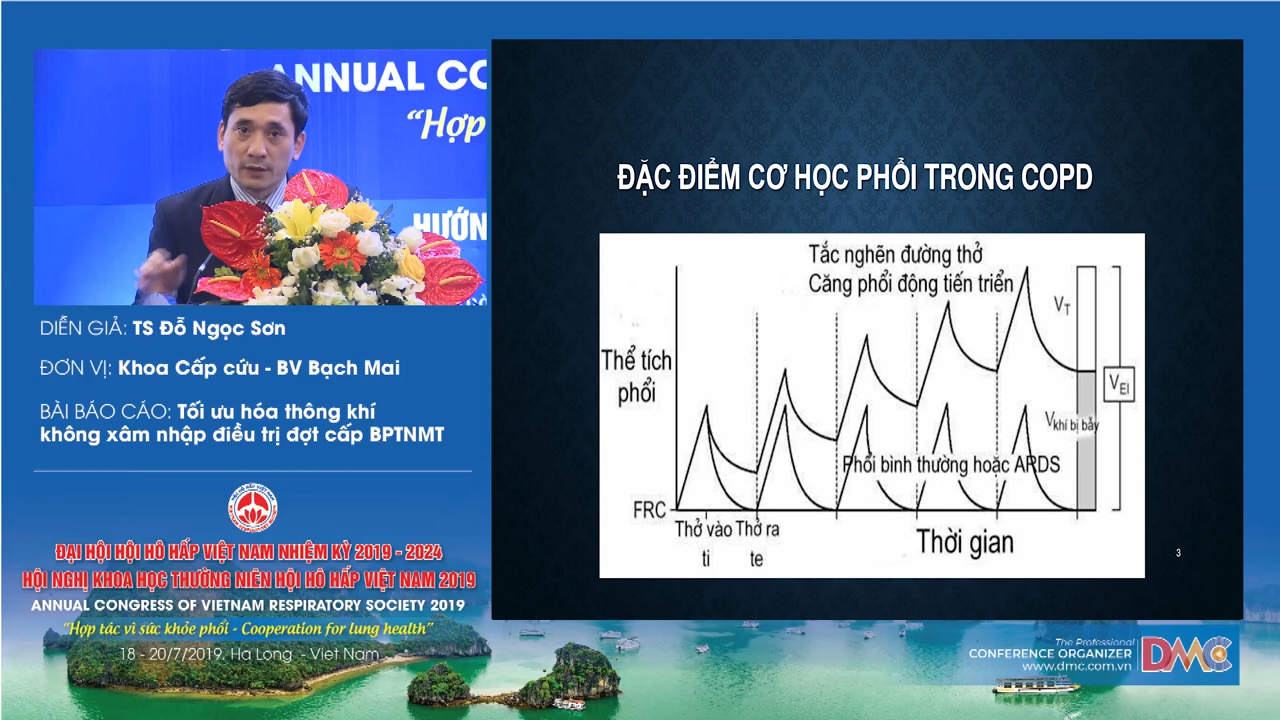 ANNUAL CO
“Hợp
HƯỚN
DIỄN GIẢ: TS Đỗ Ngọc Sơn
ĐƠN VỊ: Khoa Cấp cứu - BV Bạch Mai
BÀI BÁO CÁO: Tối ưu hóa thông khí
không xâm nhập điều trị đợt cấp BPTNMT
ĐẠI HỘI HỘI HÔ HẤP VIỆT NAM NHIỆM KỲ 2019 - 2024
HỘI NGHỊ KHOA HỌC THƯỜNG NIÊN HỘI HÔ HẤP VIỆT NAM 2019
ANNUAL CONGRESS OF VIETNAM RESPIRATORY SOCIETY 2019
“Hợp tác vì sức khỏe phổi - Cooperation for lung health”
18 - 20/7/2019. Ha Long - Viet Nam
ĐẶC ĐIỂM CƠ HỌC PHỔI TRONG COPD
Tắc nghẽn đường thở
Căng phổi động tiến triển
VT
Thể tích
phổi
VEI
Vkhí bị bẫy
Phổi bình thường hoặc ARDS
FRC
Thở vào Thở ra
ti te
Thời gian
3
The Professional
CONFERENCE ORGANIZER
www.dmc.com.vn
DMC